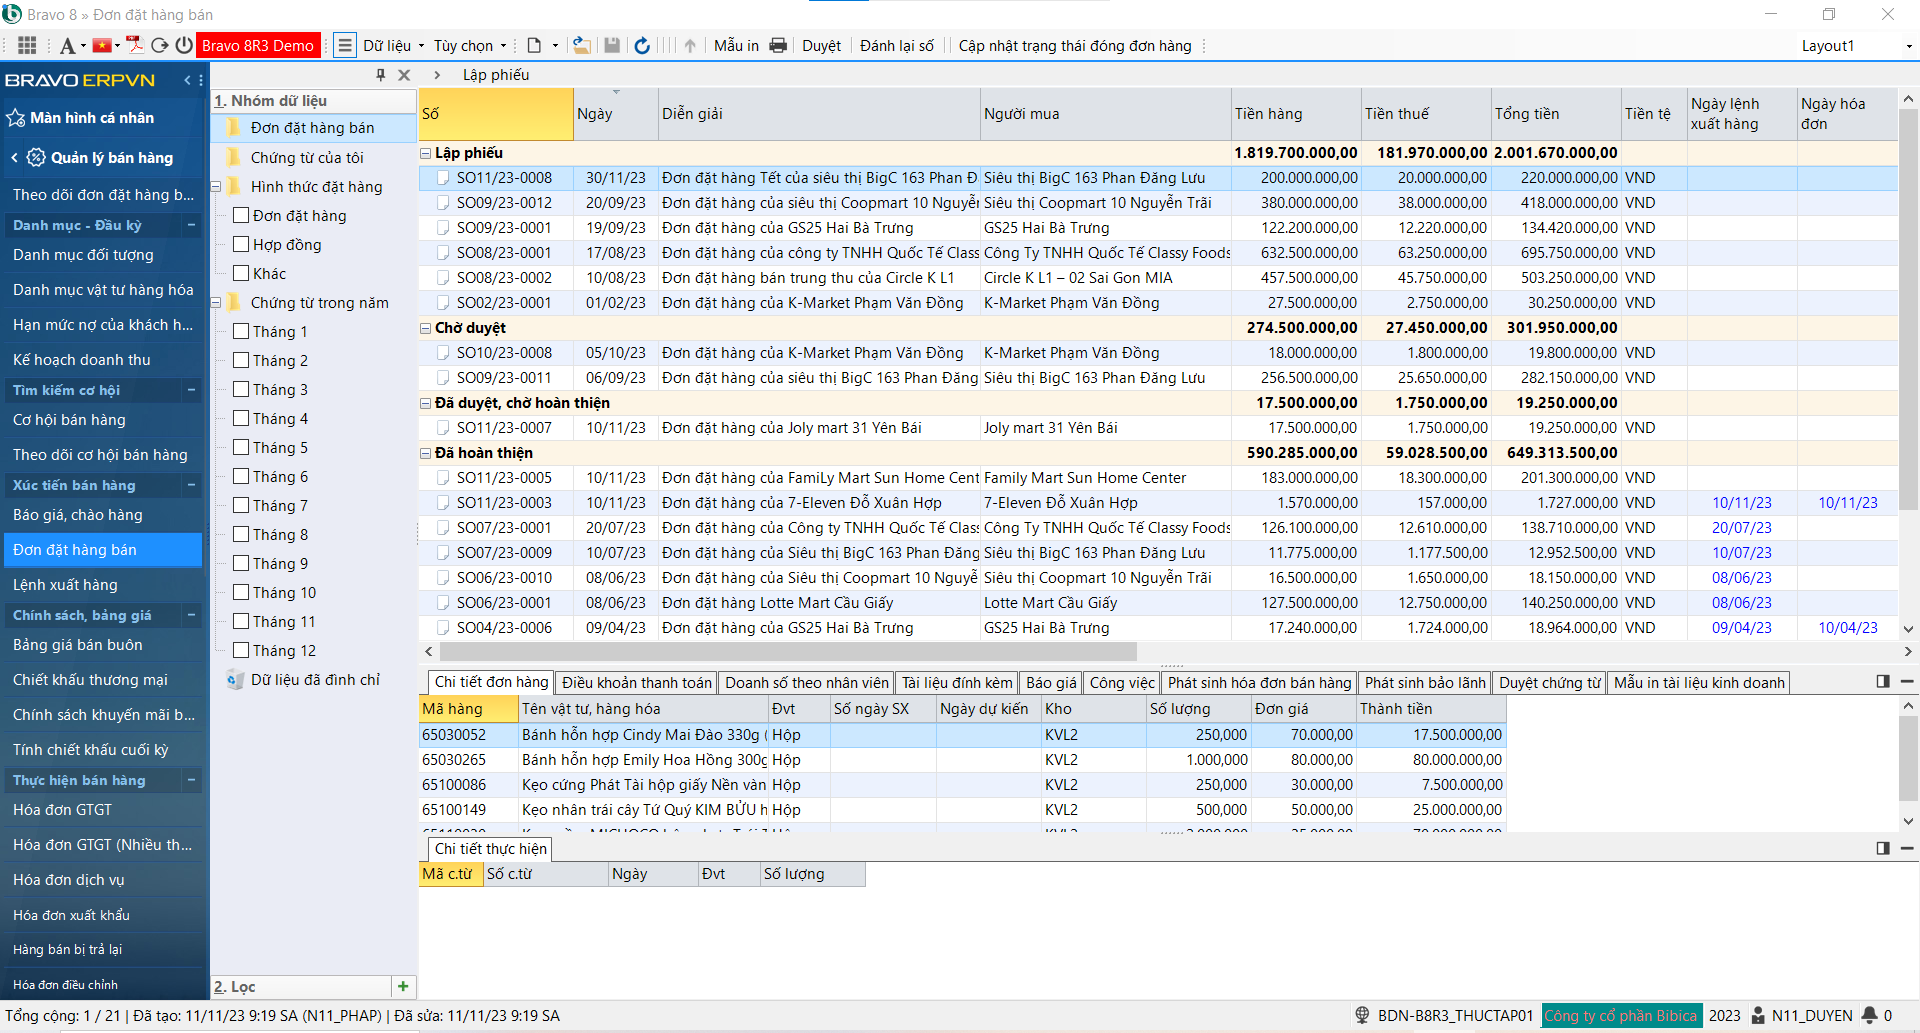 Bravo 8 » Đơn đặt hàng bán
A Bravo 8R3 Demo Dữ liệu Tùy chọn Mẫu in Duyệt Đánh lại số Cập nhật trạng thái đóng đơn hàng Layout1
BRAVO ERPVN
Màn hình cá nhân
Quản lý bán hàng
Theo dõi đơn đặt hàng b...
Danh mục - Đầu kỳ
Danh mục đối tượng
Danh mục vật tư hàng hóa
Hạn mức nợ của khách h...
Kế hoạch doanh thu
Tìm kiếm cơ hội
Cơ hội bán hàng
Theo dõi cơ hội bán hàng
Xúc tiến bán hàng
Báo giá, chào hàng
Đơn đặt hàng bán
Lệnh xuất hàng
Chính sách, bảng giá
Bảng giá bán buôn
Chiết khấu thương mại
Chính sách khuyến mãi b...
Tính chiết khấu cuối kỳ
Thực hiện bán hàng
Hóa đơn GTGT
Hóa đơn GTGT (Nhiều th...
Hóa đơn dịch vụ
Hóa đơn xuất khẩu
Hàng bán bị trả lại
Hóa đơn điều chỉnh
1. Nhóm dữ liệu
Đơn đặt hàng bán
Chứng từ của tôi
Hình thức đặt hàng
Đơn đặt hàng
Hợp đồng
Khác
Chứng từ trong năm
Tháng 1
Tháng 2
Tháng 3
Tháng 4
Tháng 5
Tháng 6
Tháng 7
Tháng 8
Tháng 9
Tháng 10
Tháng 11
Tháng 12
Dữ liệu đã đình chỉ
2. Lọc
Lập phiếu
Số Ngày Diễn giải Người mua Tiền hàng Tiền thuế Tổng tiền Tiền tệ Ngày lệnh xuất hàng Ngày hóa đơn
Lập phiếu 1.819.700.000,00 181.970.000,00 2.001.670.000,00
SO11/23-0008 30/11/23 Đơn đặt hàng Tết của siêu thị BigC 163 Phan Đ Siêu thị BigC 163 Phan Đăng Lưu 200.000.000,00 20.000.000,00 220.000.000,00 VND
SO09/23-0012 20/09/23 Đơn đặt hàng của siêu thị Coopmart 10 Nguyễ Siêu thị Coopmart 10 Nguyễn Trãi 380.000.000,00 38.000.000,00 418.000.000,00 VND
SO09/23-0001 19/09/23 Đơn đặt hàng của GS25 Hai Bà Trưng GS25 Hai Bà Trưng 122.200.000,00 12.220.000,00 134.420.000,00 VND
SO08/23-0001 17/08/23 Đơn đặt hàng của công ty TNHH Quốc Tế Class Công Ty TNHH Quốc Tế Classy Foods 632.500.000,00 63.250.000,00 695.750.000,00 VND
SO08/23-0002 10/08/23 Đơn đặt hàng bán trung thu của Circle K L1 Circle K L1 – 02 Sai Gon MIA 457.500.000,00 45.750.000,00 503.250.000,00 VND
SO02/23-0001 01/02/23 Đơn đặt hàng của K-Market Phạm Văn Đồng K-Market Phạm Văn Đồng 27.500.000,00 2.750.000,00 30.250.000,00 VND
Chờ duyệt 274.500.000,00 27.450.000,00 301.950.000,00
SO10/23-0008 05/10/23 Đơn đặt hàng của K-Market Phạm Văn Đồng K-Market Phạm Văn Đồng 18.000.000,00 1.800.000,00 19.800.000,00 VND
SO09/23-0011 06/09/23 Đơn đặt hàng của siêu thị BigC 163 Phan Đăng Siêu thị BigC 163 Phan Đăng Lưu 256.500.000,00 25.650.000,00 282.150.000,00 VND
Đã duyệt, chờ hoàn thiện 17.500.000,00 1.750.000,00 19.250.000,00
SO11/23-0007 10/11/23 Đơn đặt hàng của Joly mart 31 Yên Bái Joly mart 31 Yên Bái 17.500.000,00 1.750.000,00 19.250.000,00 VND
Đã hoàn thiện 590.285.000,00 59.028.500,00 649.313.500,00
SO11/23-0005 10/11/23 Đơn đặt hàng của FamiLy Mart Sun Home Cent Family Mart Sun Home Center 183.000.000,00 18.300.000,00 201.300.000,00 VND
SO11/23-0003 10/11/23 Đơn đặt hàng của 7-Eleven Đỗ Xuân Hợp 7-Eleven Đỗ Xuân Hợp 1.570.000,00 157.000,00 1.727.000,00 VND 10/11/23 10/11/23
SO07/23-0001 20/07/23 Đơn đặt hàng của Công ty TNHH Quốc Tế Clas Công Ty TNHH Quốc Tế Classy Foods 126.100.000,00 12.610.000,00 138.710.000,00 VND 20/07/23
SO07/23-0009 10/07/23 Đơn đặt hàng của Siêu thị BigC 163 Phan Đăng Siêu thị BigC 163 Phan Đăng Lưu 11.775.000,00 1.177.500,00 12.952.500,00 VND 10/07/23
SO06/23-0010 08/06/23 Đơn đặt hàng của Siêu thị Coopmart 10 Nguyễ Siêu thị Coopmart 10 Nguyễn Trãi 16.500.000,00 1.650.000,00 18.150.000,00 VND 08/06/23
SO06/23-0001 08/06/23 Đơn đặt hàng Lotte Mart Cầu Giấy Lotte Mart Cầu Giấy 127.500.000,00 12.750.000,00 140.250.000,00 VND 08/06/23
SO04/23-0006 09/04/23 Đơn đặt hàng của GS25 Hai Bà Trưng GS25 Hai Bà Trưng 17.240.000,00 1.724.000,00 18.964.000,00 VND 09/04/23 10/04/23
Chi tiết đơn hàng Điều khoản thanh toán Doanh số theo nhân viên Tài liệu đính kèm Báo giá Công việc Phát sinh hóa đơn bán hàng Phát sinh bảo lãnh Duyệt chứng từ Mẫu in tài liệu kinh doanh
Mã hàng Tên vật tư, hàng hóa Đvt Số ngày SX Ngày dự kiến Kho Số lượng Đơn giá Thành tiền
65030052 Bánh hỗn hợp Cindy Mai Đào 330g ( Hộp KVL2 250,000 70.000,00 17.500.000,00
65030265 Bánh hỗn hợp Emily Hoa Hồng 300g Hộp KVL2 1.000,000 80.000,00 80.000.000,00
65100086 Kẹo cứng Phát Tài hộp giấy Nền vàn Hộp KVL2 250,000 30.000,00 7.500.000,00
65100149 Kẹo nhân trái cây Tứ Quý KIM BỬU h Hộp KVL2 500,000 50.000,00 25.000.000,00
Chi tiết thực hiện
Mã c.từ Số c.từ Ngày Đvt Số lượng
Tổng cộng: 1 / 21 | Đã tạo: 11/11/23 9:19 SA (N11_PHAP) | Đã sửa: 11/11/23 9:19 SA BDN-B8R3_THUCTAP01 Công ty cổ phần Bibica 2023 N11_DUYEN 0